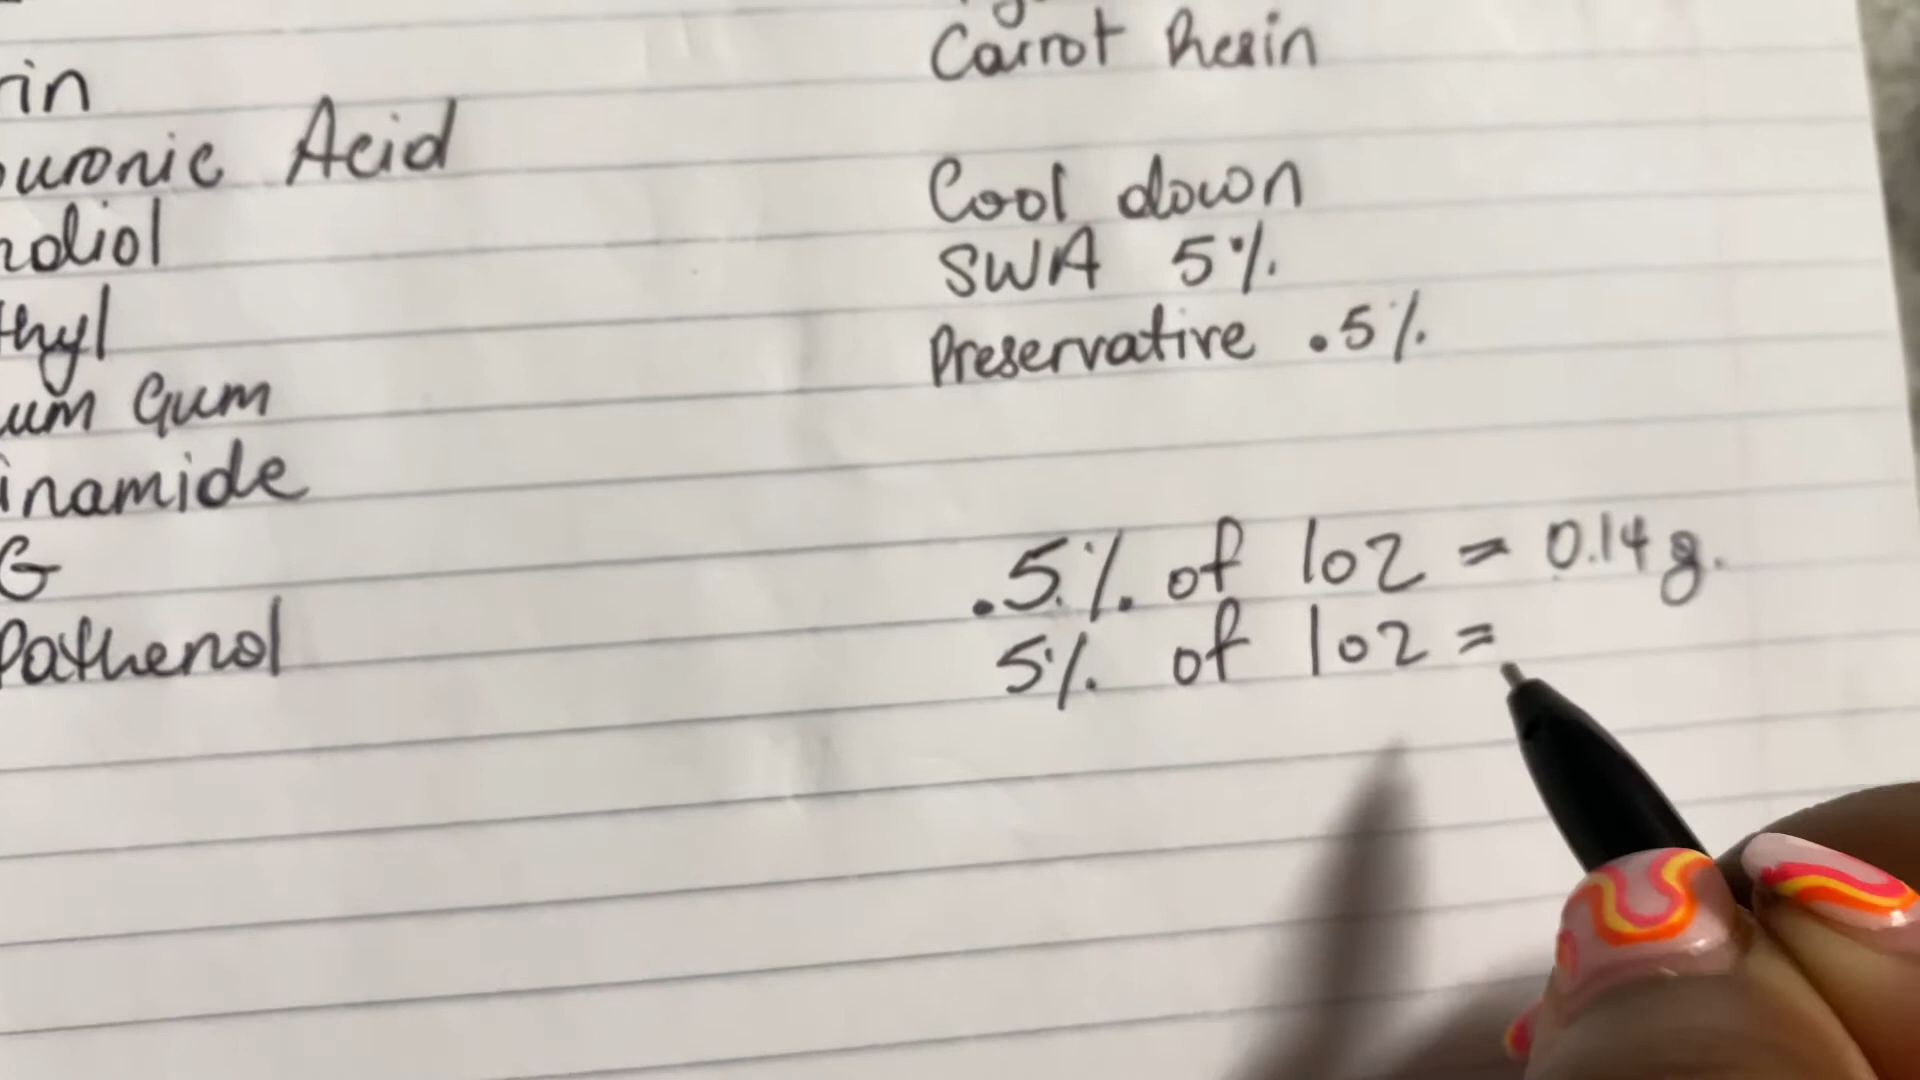 rin
uronic Acid
ndiol
thyl
um Gum
inamide
G
Pathenol
Carrot Resin
Cool down
SWA 5%
Preservative .5%
.5% of 1oz = 0.14g.
5% of 1oz =